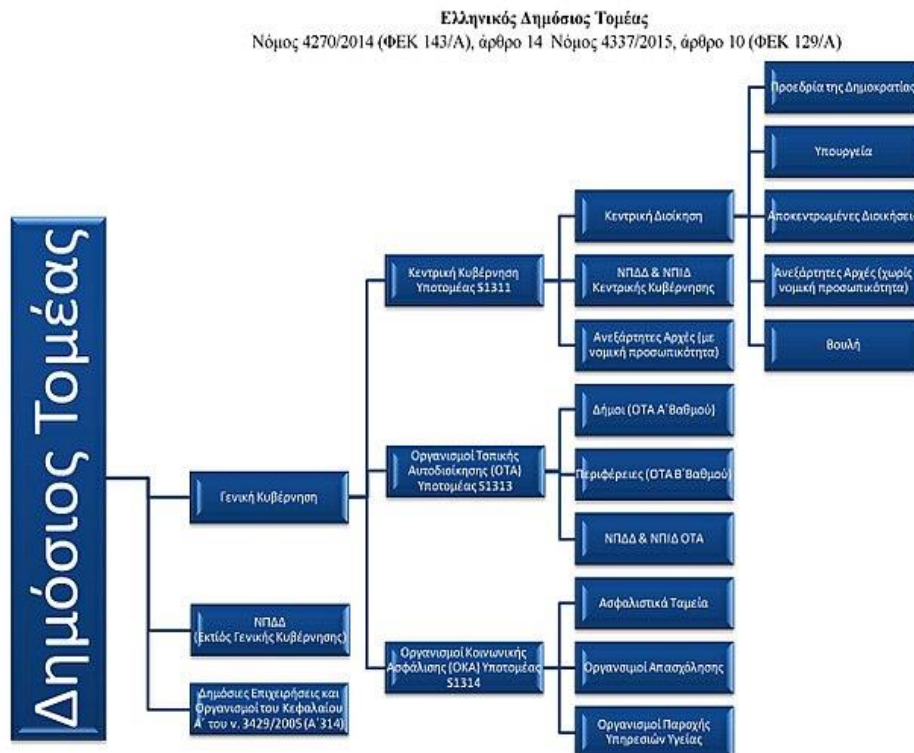 Ελληνικός Δημόσιος Τομέας
Νόμος 4270/2014 (ΦΕΚ 143/Α), άρθρο 14 Νόμος 4337/2015, άρθρο 10 (ΦΕΚ 129/Α)
Δημόσιος Τομέας
Γενική Κυβέρνηση
ΝΠΔΔ
(Εκτίός Γενικής Κυβέρνησης)
Δημόσιες Επιχειρήσεις και
Οργανισμοί του Κεφαλαίου
Α΄ του ν. 3429/2005 (Α΄314)
Κεντρική Κυβέρνηση
Υποτομέας S1311
Οργανισμοί Τοπικής
Αυτοδιοίκησης (ΟΤΑ)
Υποτομέας S1313
Οργανισμοί Κοινωνικής
Ασφάλισης (ΟΚΑ) Υποτομέας
S1314
Κεντρική Διοίκηση
ΝΠΔΔ & ΝΠΙΔ
Κεντρικής Κυβέρνησης
Ανεξάρτητες Αρχές (με
νομική προσωπικότητα)
Δήμοι (ΟΤΑ Α΄Βαθμού)
Περιφέρειες (ΟΤΑ Β΄Βαθμού)
ΝΠΔΔ & ΝΠΙΔ ΟΤΑ
Ασφαλιστικά Ταμεία
Οργανσιμοί Απασχόλησης
Οργανισμοί Παροχής
Υπηρεσιών Υγείας
Προεδρία της Δημοκρατίας
Υπουργεία
Αποκεντρωμένες Διοικήσεις
Ανεξάρτητες Αρχές (χωρίς
νομική προσωπικότητα)
Βουλή